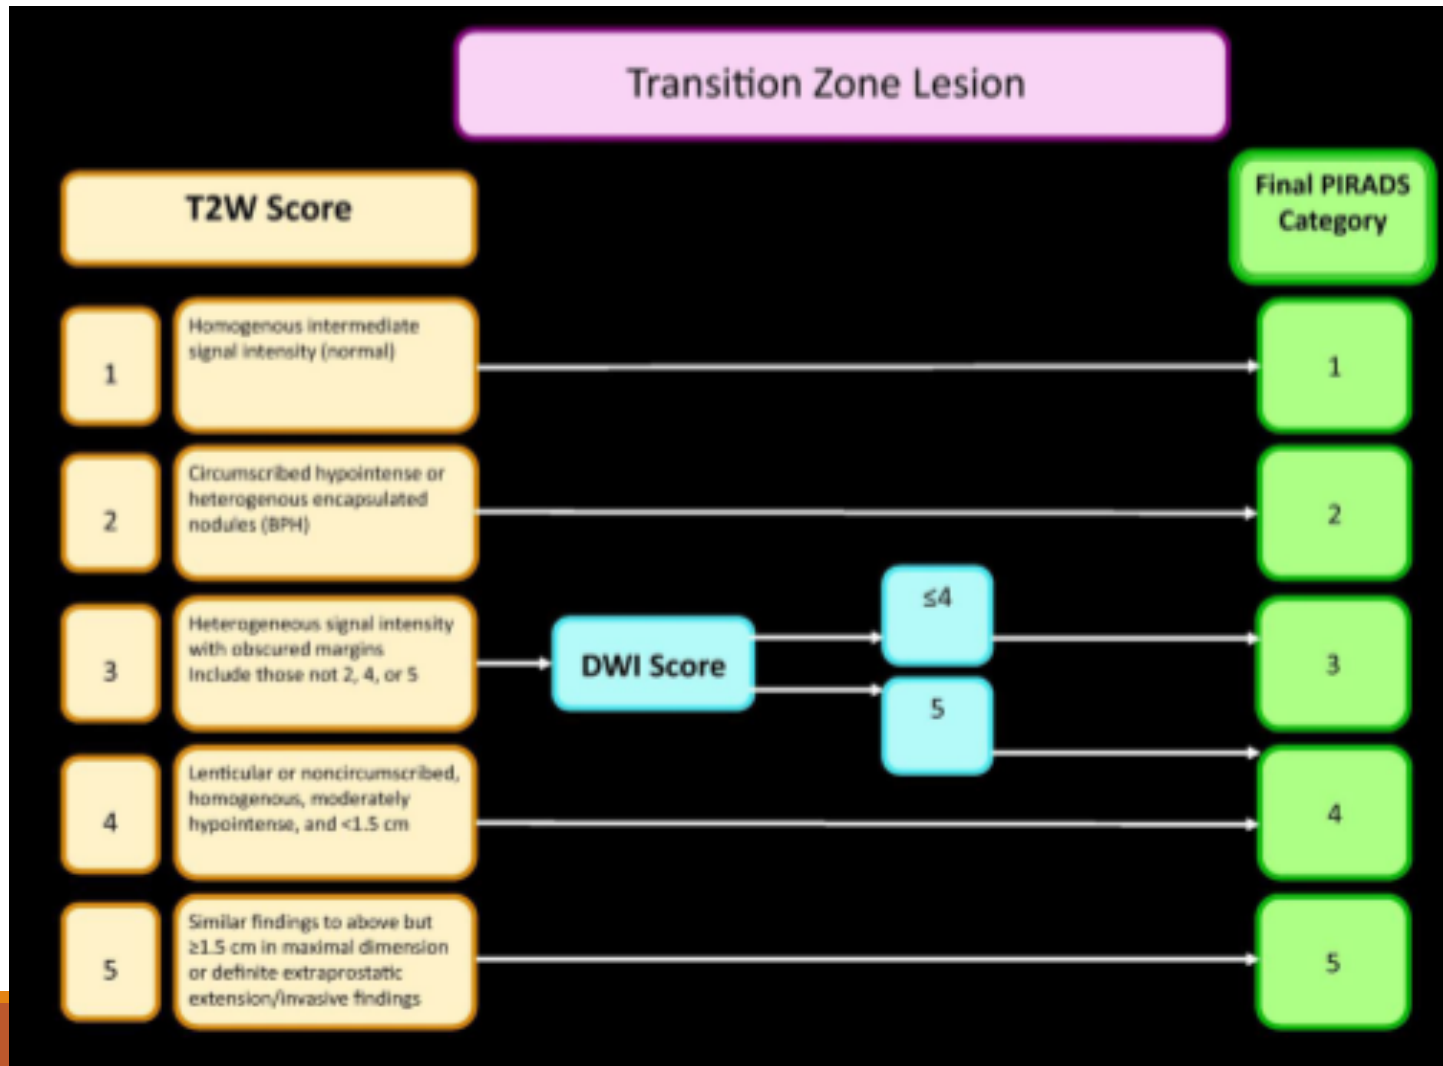 Transition Zone Lesion
T2W Score
Final PIRADS
Category
1
Homogenous intermediate
signal intensity (normal)
1
2
Circumscribed hypointense or
heterogenous encapsulated
nodules (BPH)
2
3
Heterogeneous signal intensity
with obscured margins
Include those not 2, 4, or 5
DWI Score
≤4
5
3
4
Lenticular or noncircumscribed,
homogenous, moderately
hypointense, and <1.5 cm
4
5
Similar findings to above but
≥1.5 cm in maximal dimension
or definite extraprostatic
extension/invasive findings
5